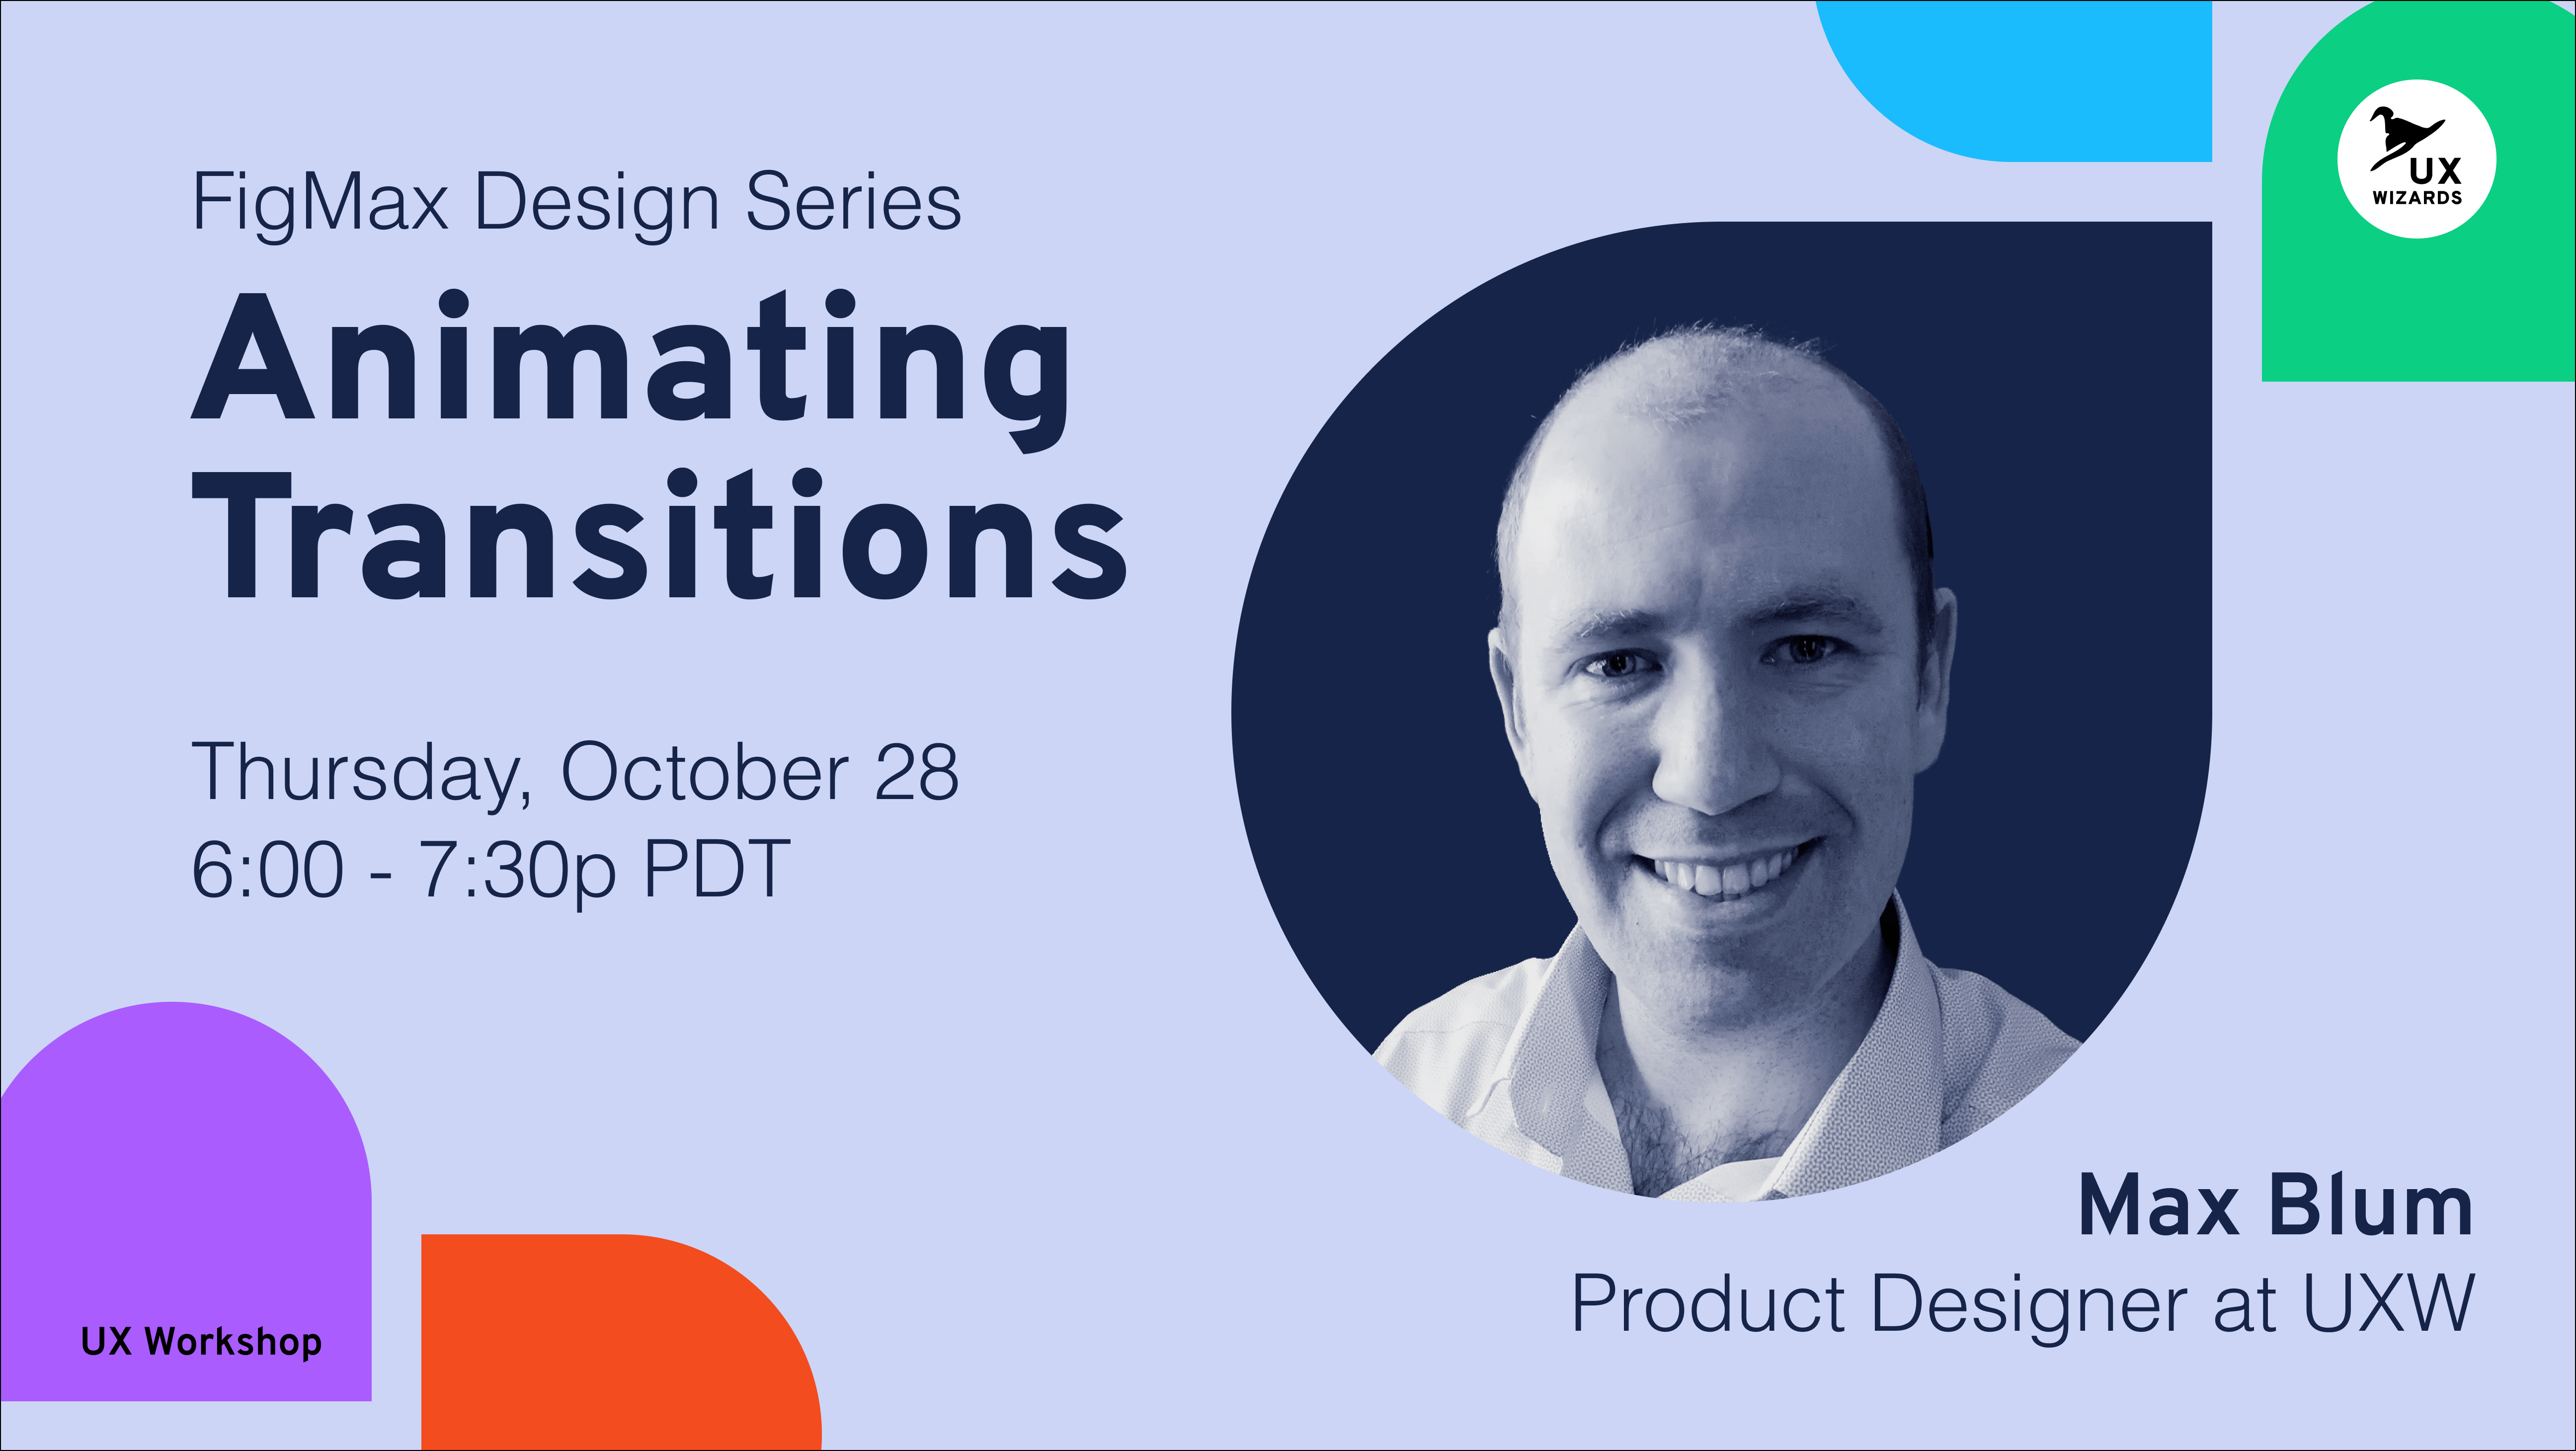 FigMax Design Series
Animating
Transitions
Thursday, October 28
6:00 - 7:30p PDT
UX
WIZARDS
Max Blum
Product Designer at UXW
UX Workshop